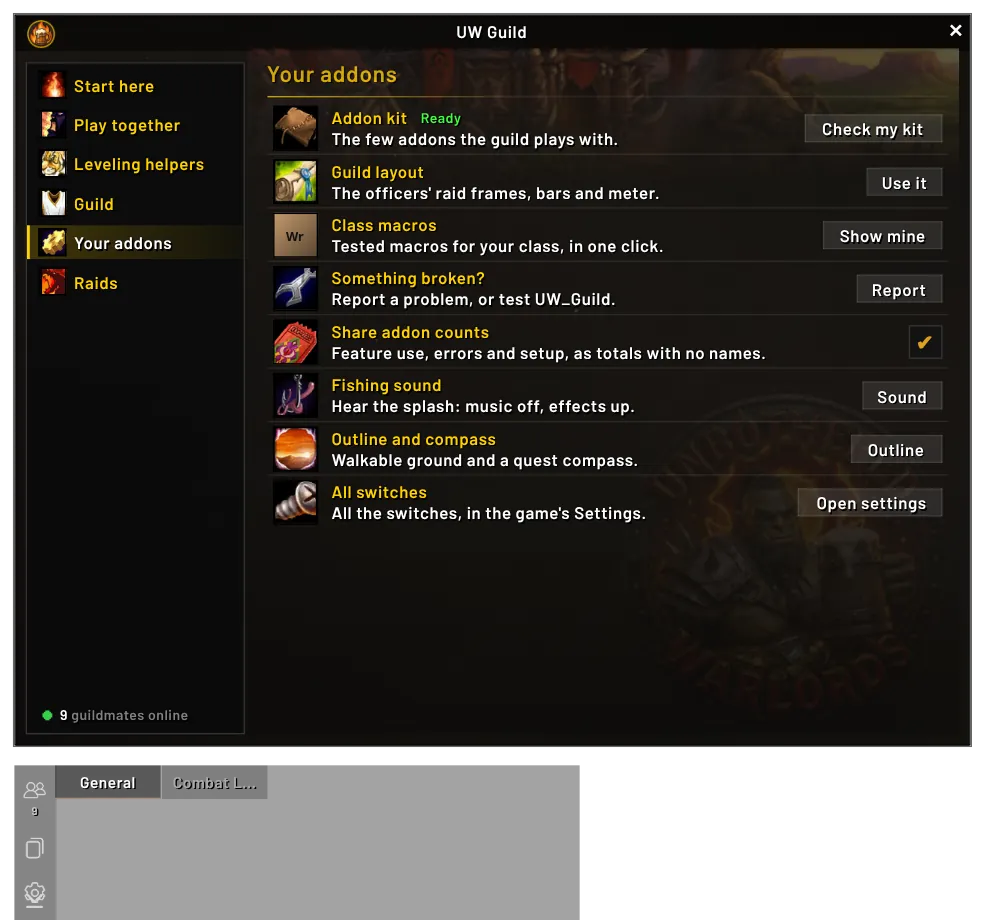 UW Guild
Start here
Play together
Leveling helpers
Guild
Your addons
Raids
9 guildmates online
Your addons
Addon kit Ready
The few addons the guild plays with.
Check my kit
Guild layout
The officers' raid frames, bars and meter.
Use it
Wr
Class macros
Tested macros for your class, in one click.
Show mine
Something broken?
Report a problem, or test UW_Guild.
Report
Share addon counts
Feature use, errors and setup, as totals with no names.
Fishing sound
Hear the splash: music off, effects up.
Sound
Outline and compass
Walkable ground and a quest compass.
Outline
All switches
All the switches, in the game's Settings.
Open settings
WARLORDS
General
Combat L...
9